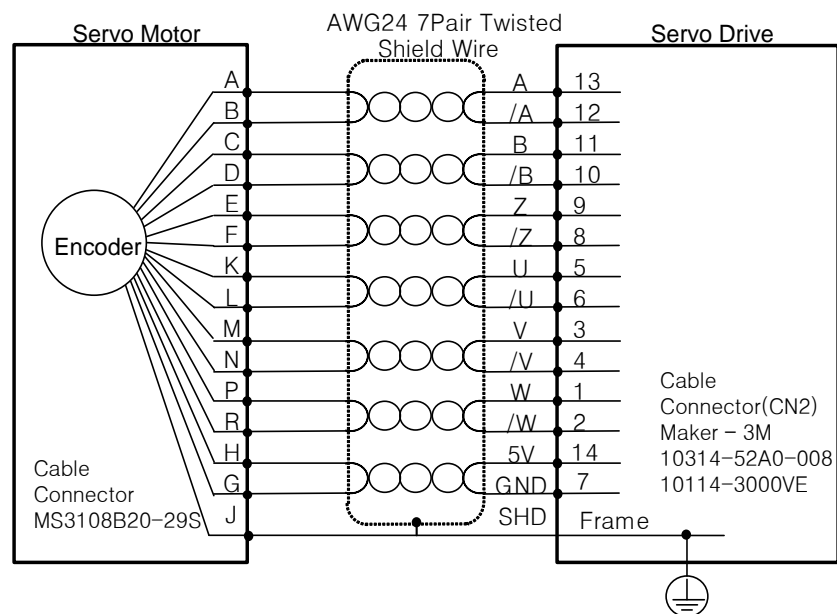 AWG24 7Pair Twisted
Shield Wire
Servo Motor
Servo Drive
A A 13
B /A 12
C B 11
D /B 10
E Z 9
F /Z 8
K U 5
L /U 6
M V 3
N /V 4
P W 1
R /W 2
H 5V 14
G GND 7
J SHD Frame
Encoder
Cable
Connector
MS3108B20-29S
Cable
Connector(CN2)
Maker - 3M
10314-52A0-008
10114-3000VE